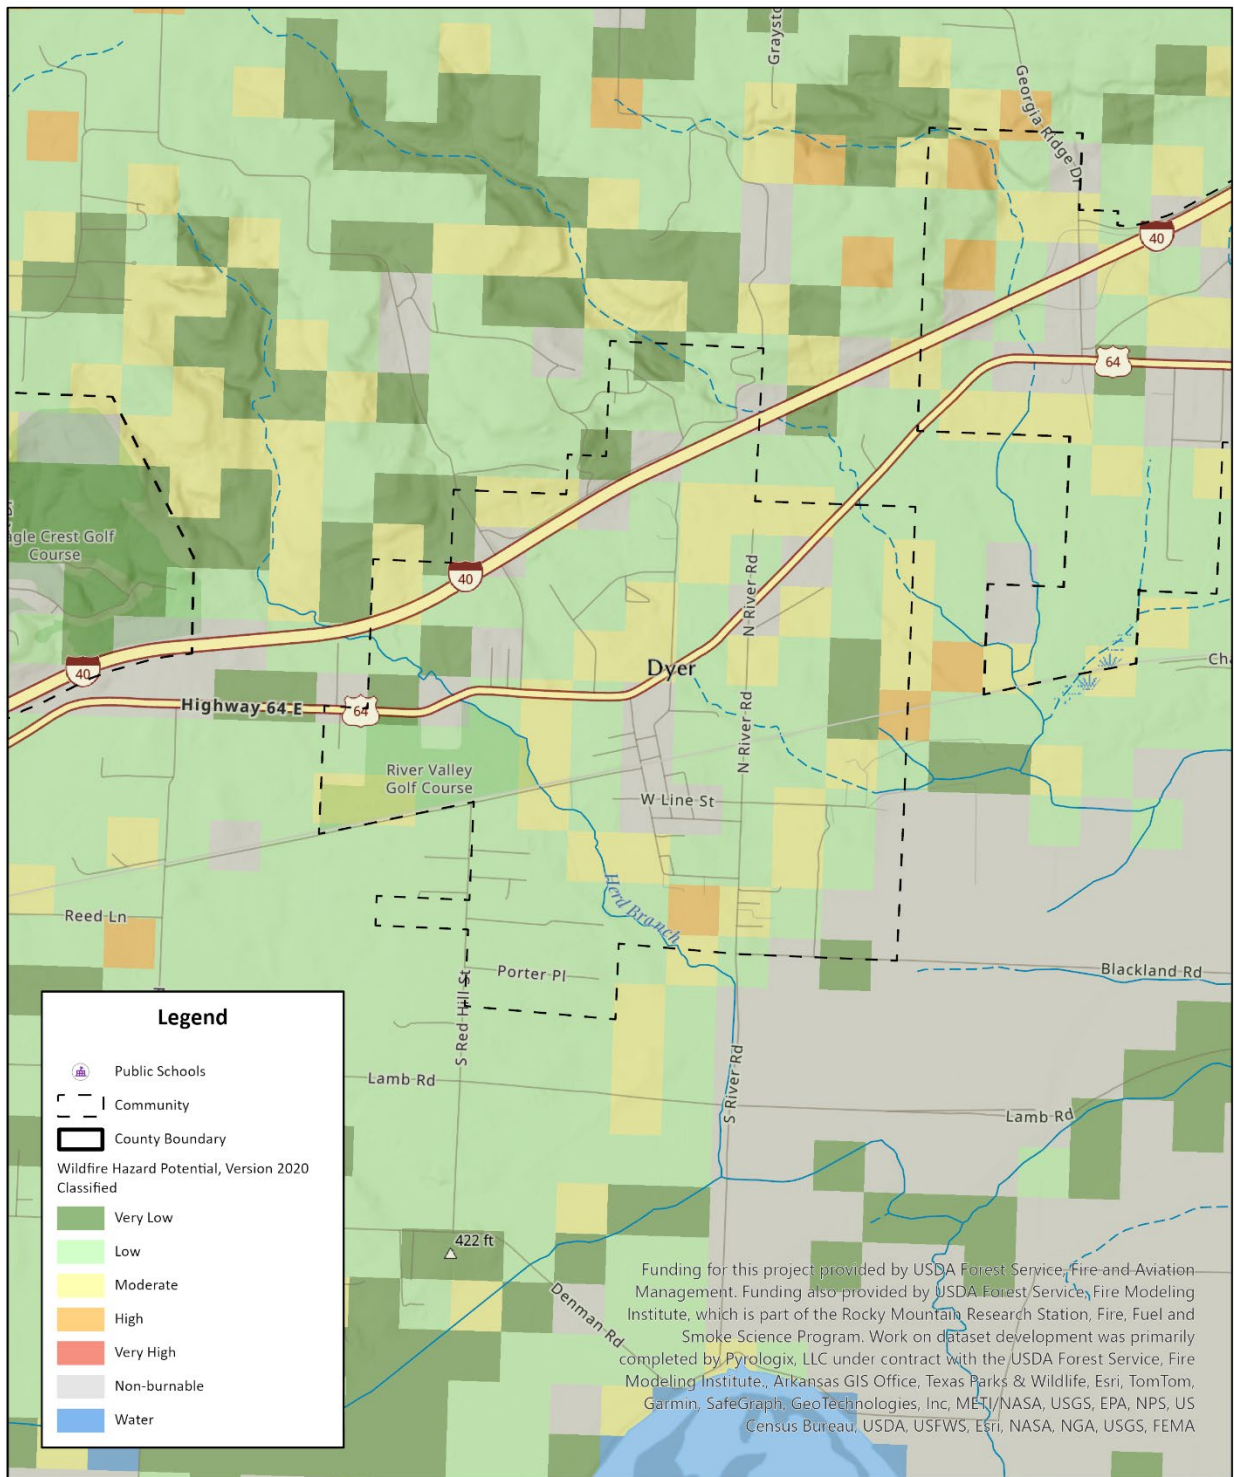 Graysto
Georgia Ridge Dr
40
64
agle Crest Golf
Course
40
N River Rd
40
Dyer
Ch
Highway 64 E
64
N River Rd
River Valley
Golf Course
W Line St
Herd Branch
Reed Ln
Porter Pl
Blackland Rd
S Red Hill St
Lamb Rd
S River Rd
Lamb Rd
422 ft
Denman Rd
Legend
Public Schools
Community
County Boundary
Wildfire Hazard Potential, Version 2020
Classified
Very Low
Low
Moderate
High
Very High
Non-burnable
Water
Funding for this project provided by USDA Forest Service, Fire and Aviation
Management. Funding also provided by USDA Forest Service, Fire Modeling
Institute, which is part of the Rocky Mountain Research Station, Fire, Fuel and
Smoke Science Program. Work on dataset development was primarily
completed by Pyrologix, LLC under contract with the USDA Forest Service, Fire
Modeling Institute., Arkansas GIS Office, Texas Parks & Wildlife, Esri, TomTom,
Garmin, SafeGraph, GeoTechnologies, Inc, METI/NASA, USGS, EPA, NPS, US
Census Bureau, USDA, USFWS, Esri, NASA, NGA, USGS, FEMA